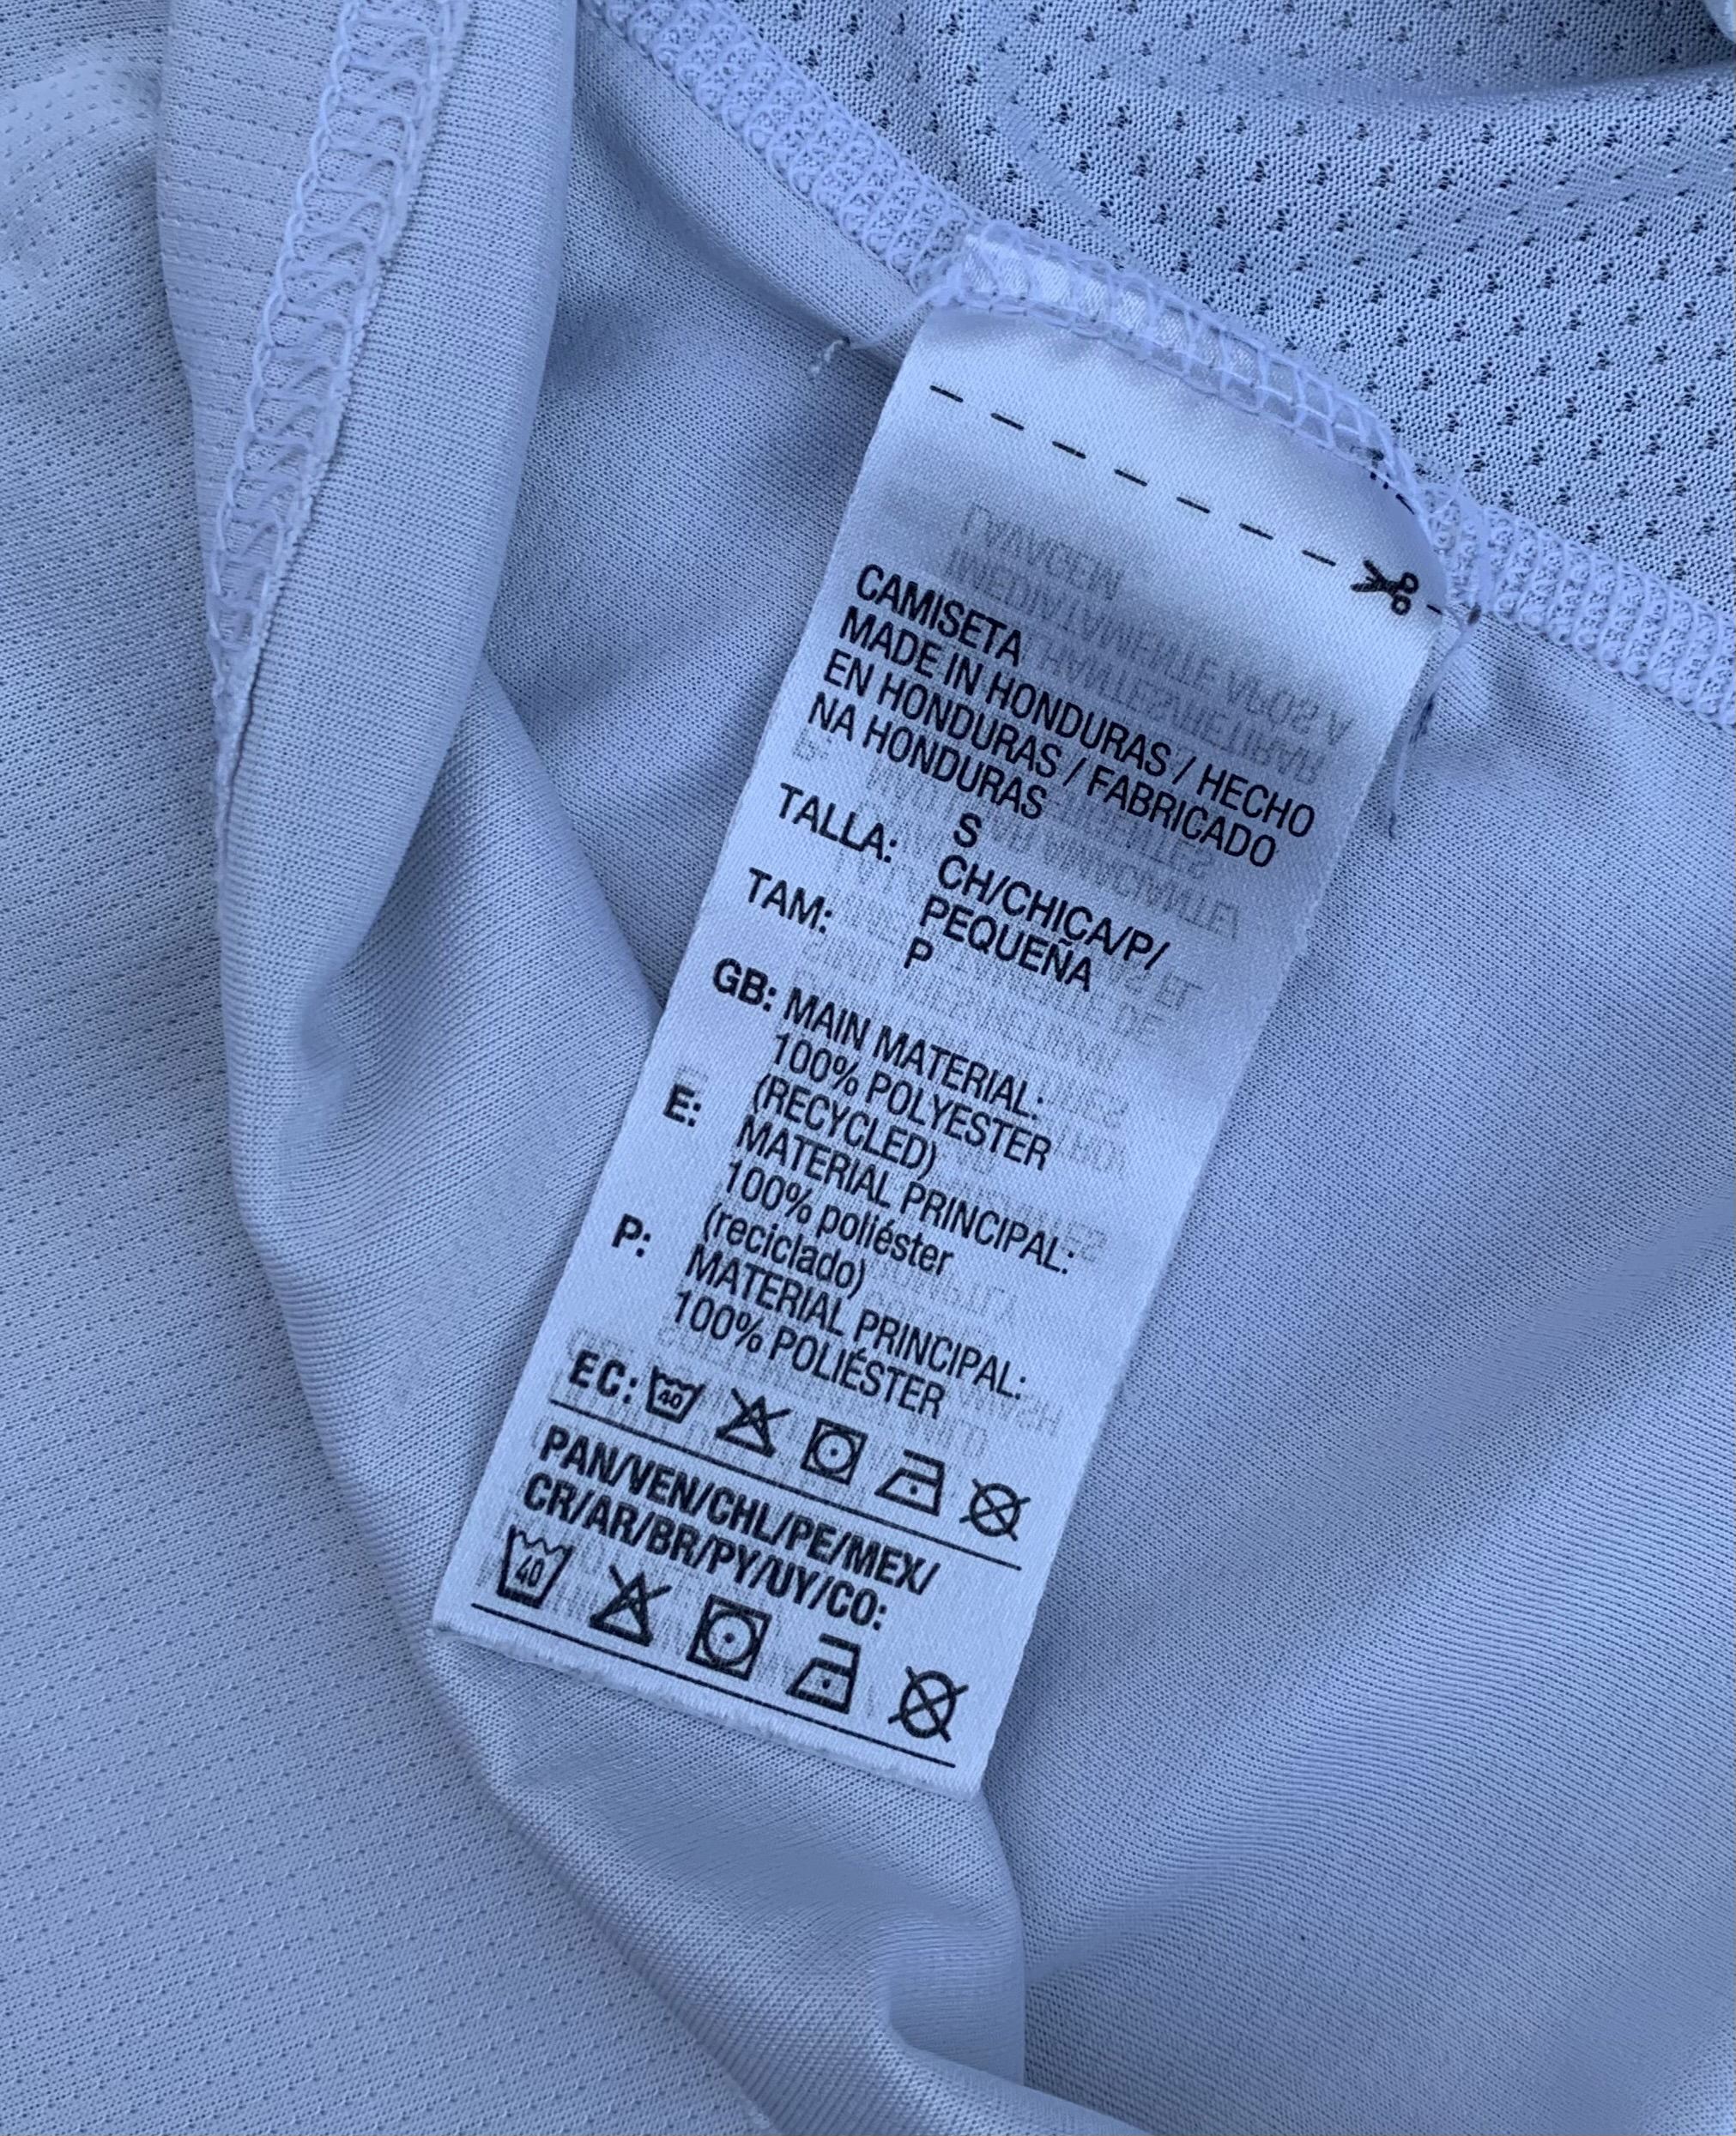 CAMISETA
MADE IN HONDURAS / HECHO
EN HONDURAS / FABRICADO
NA HONDURAS
TALLA: S
CH/CHICA/P/
PEQUEÑA
TAM: P
GB: MAIN MATERIAL:
100% POLYESTER
(RECYCLED)
E: MATERIAL PRINCIPAL:
100% poliéster
(reciclado)
P: MATERIAL PRINCIPAL:
100% POLIÉSTER
EC: 40
PAN/VEN/CHL/PE/MEX/
CR/AR/BR/PY/UY/CO:
40